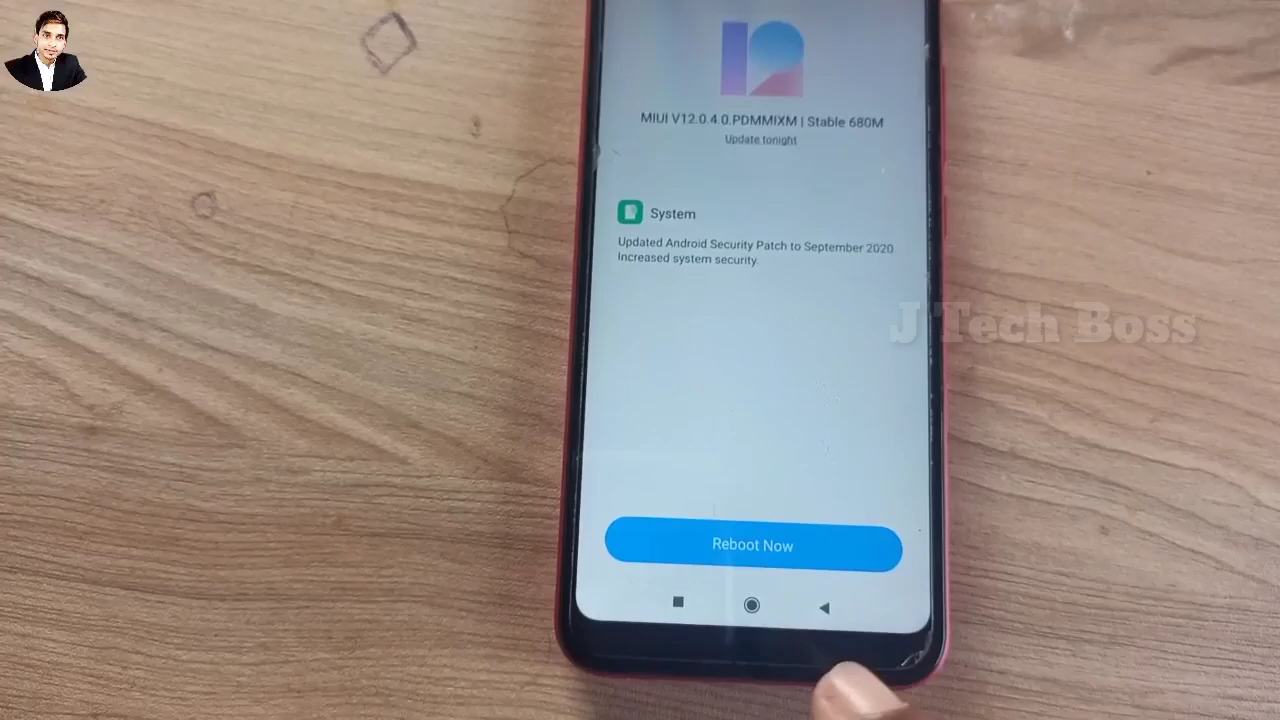 MIUI V12.0.4.0.PDMMIXM | Stable 680M
Update tonight
System
Updated Android Security Patch to September 2020.
Increased system security.
J Tech Boss
Reboot Now